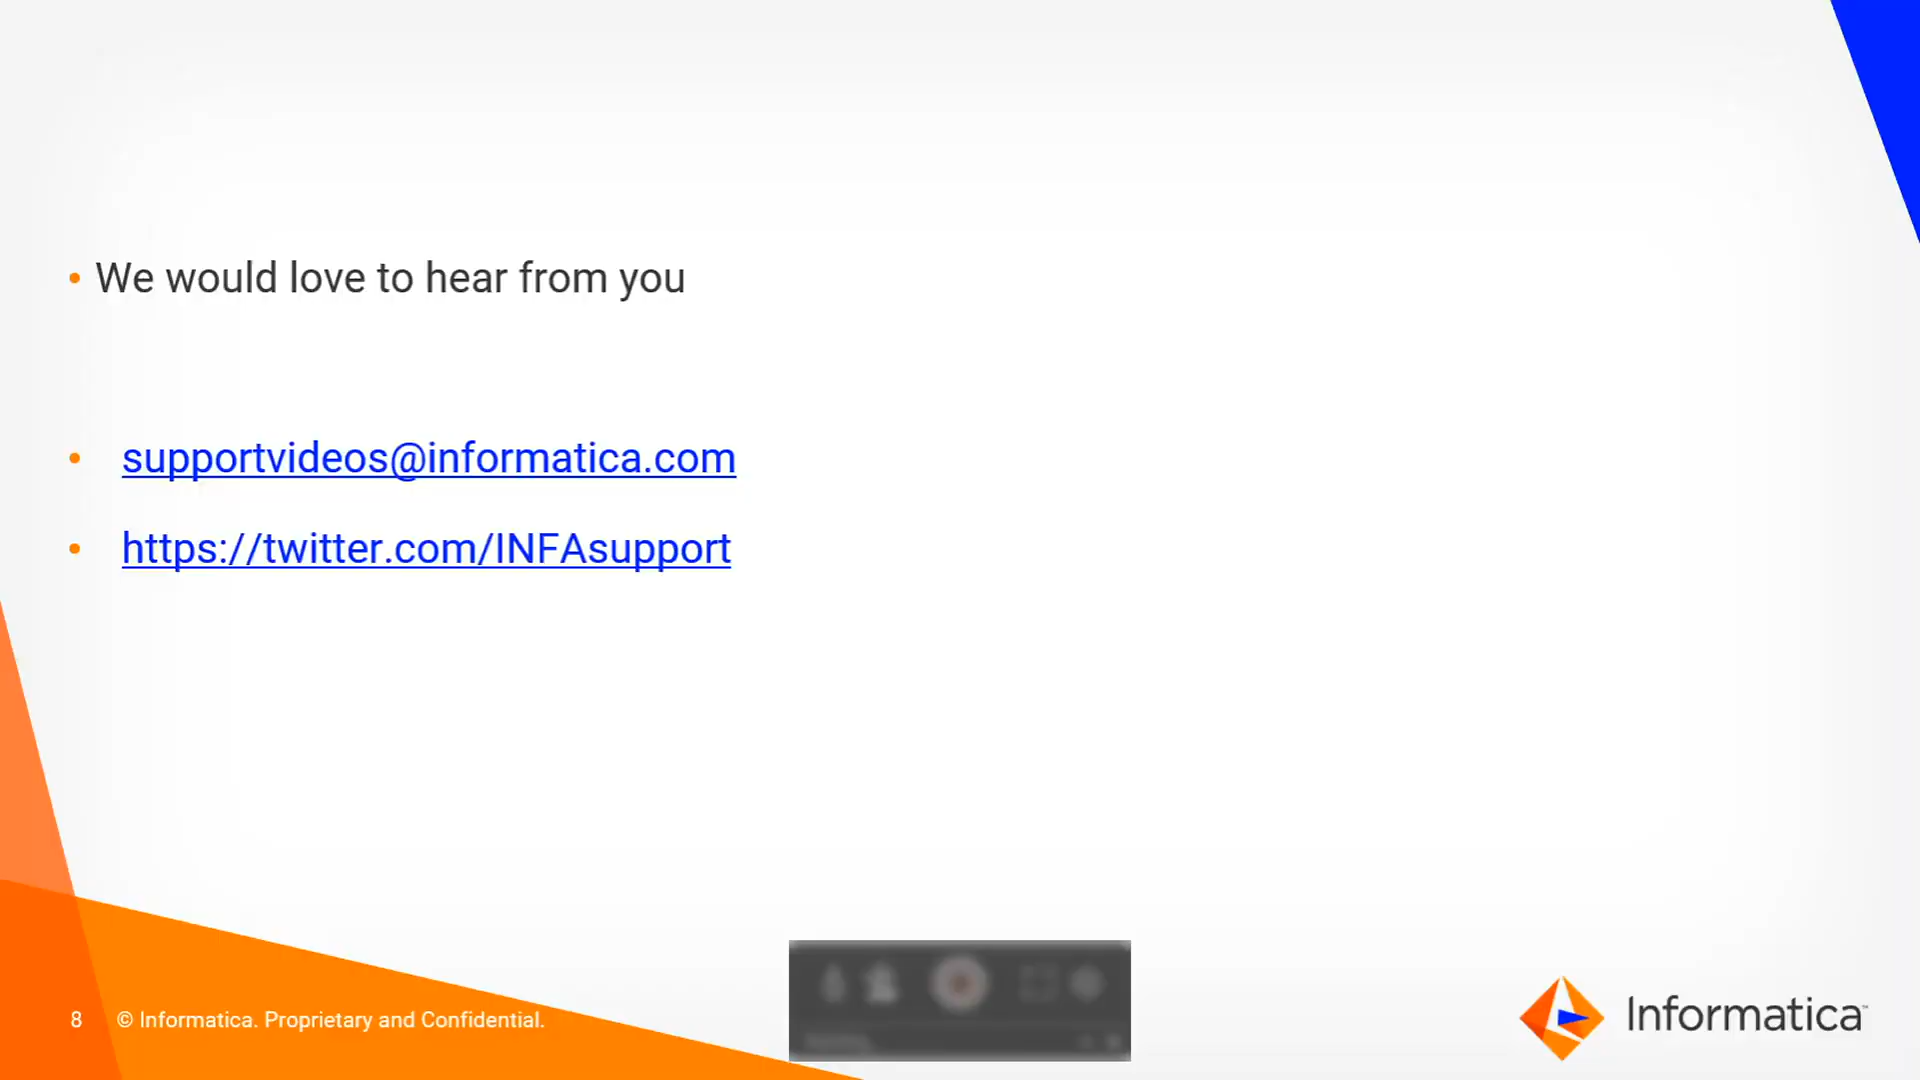 • We would love to hear from you
• supportvideos@informatica.com
• https://twitter.com/INFAsupport
8 © Informatica. Proprietary and Confidential.
Informatica™